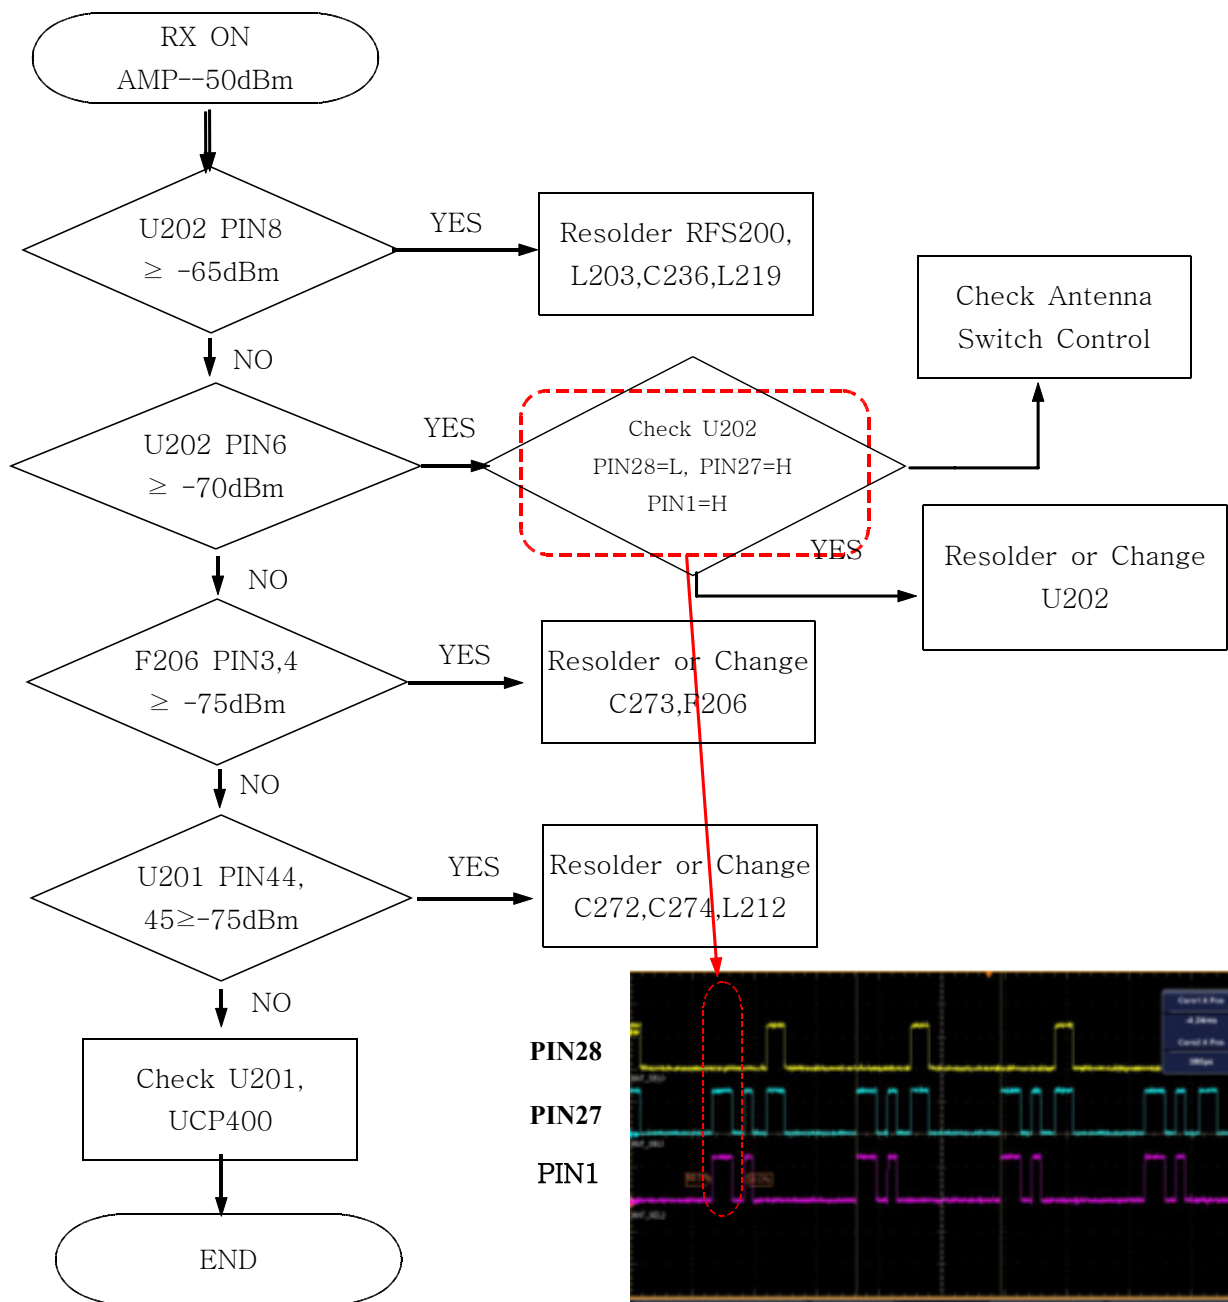 RX ON
AMP--50dBm
U202 PIN8
≥ -65dBm
YES
Resolder RFS200,
L203,C236,L219
NO
Check Antenna
Switch Control
U202 PIN6
≥ -70dBm
YES
Check U202
PIN28=L, PIN27=H
PIN1=H
YES
Resolder or Change
U202
NO
F206 PIN3,4
≥ -75dBm
YES
Resolder or Change
C273,F206
NO
U201 PIN44,
45≥-75dBm
YES
Resolder or Change
C272,C274,L212
NO
Check U201,
UCP400
END
PIN28
PIN27
PIN1